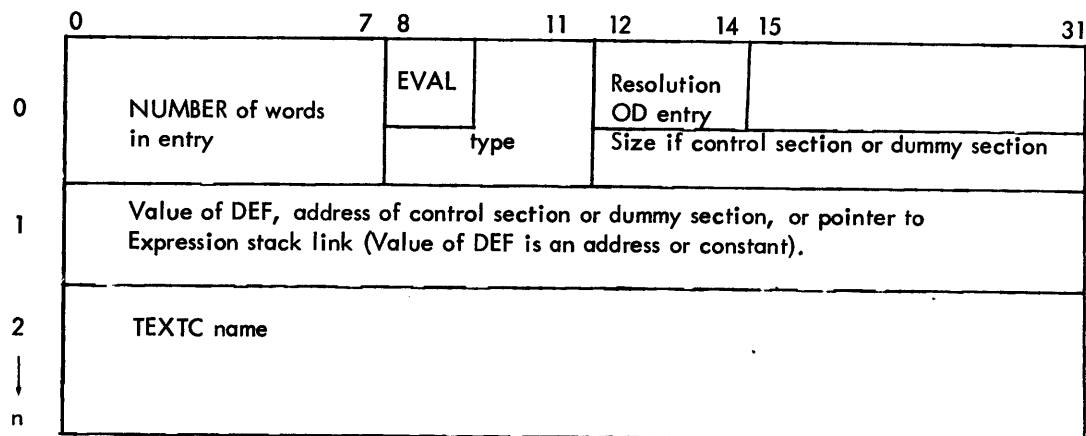 0 7 8 11 12 14 15 31
0 NUMBER of words
in entry
EVAL
type
Resolution
OD entry
Size if control section or dummy section
1 Value of DEF, address of control section or dummy section, or pointer to
Expression stack link (Value of DEF is an address or constant).
2 TEXTC name
n